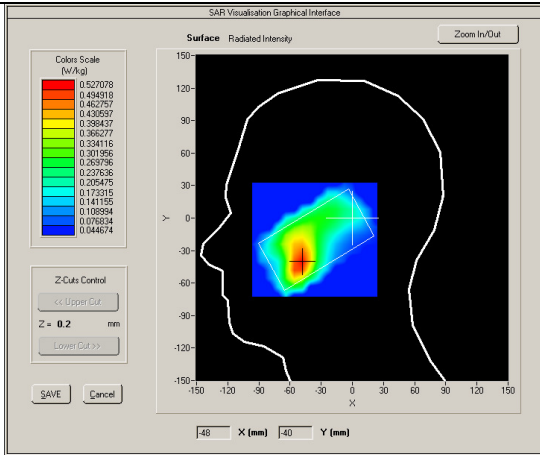 SAR Visualisation Graphical Interface
Surface Radiated Intensity
Zoom In/Out
Colors Scale
(W/kg)
0.527078
0.494918
0.462757
0.430597
0.398437
0.366277
0.334116
0.301956
0.269796
0.237636
0.205475
0.173315
0.141155
0.108994
0.076834
0.044674
Z-Cuts Control
<< Upper Cut
Z = 0.2 mm
Lower Cut >>
SAVE Cancel
150
120
90
60
30
0
-30
-60
-90
-120
-150
Y
-150 -120 -90 -60 -30 0 30 60 90 120 150
X
-48 X (mm) -40 Y (mm)